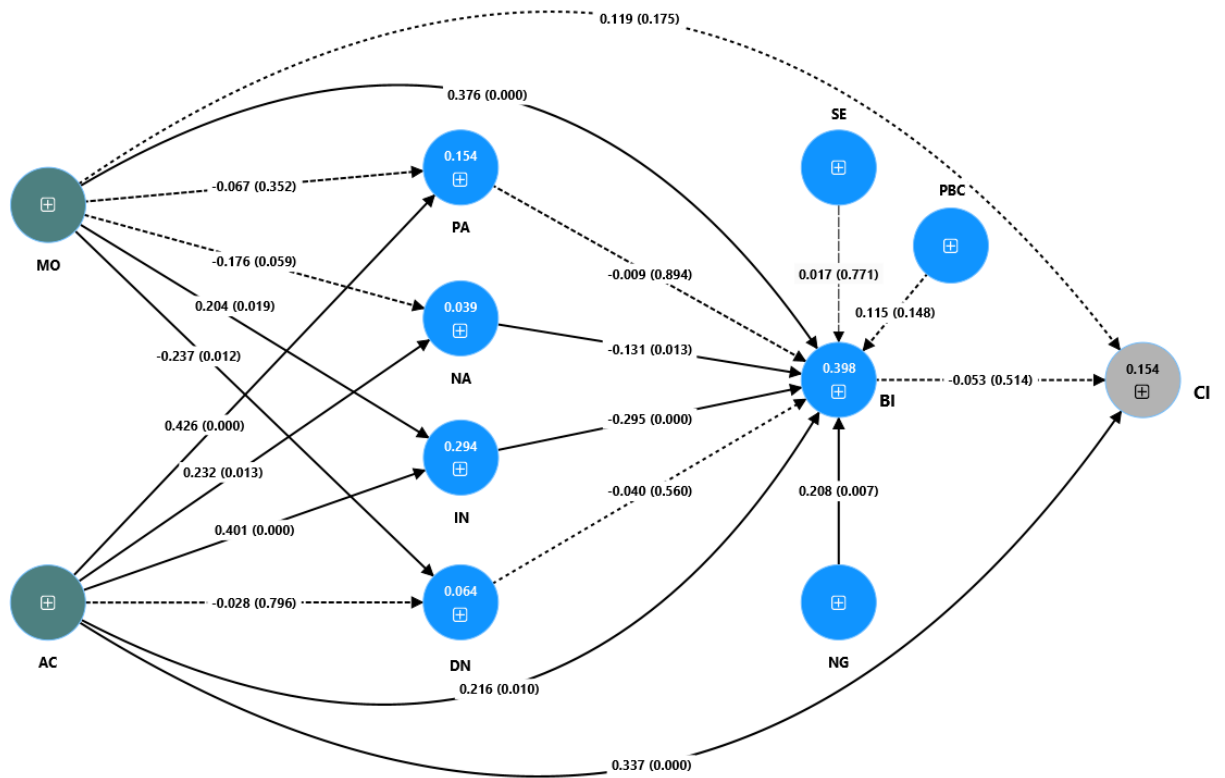 0.119 (0.175)
0.376 (0.000)
SE
0.154
PBC
-0.067 (0.352)
PA
MO
-0.176 (0.059)
-0.009 (0.894)
0.017 (0.771)
0.204 (0.019)
0.039
0.115 (0.148)
-0.237 (0.012)
-0.131 (0.013)
NA
0.398
-0.053 (0.514)
0.154
BI
CI
0.426 (0.000)
-0.295 (0.000)
0.294
0.232 (0.013)
-0.040 (0.560)
0.208 (0.007)
IN
0.401 (0.000)
0.064
-0.028 (0.796)
AC
DN
NG
0.216 (0.010)
0.337 (0.000)